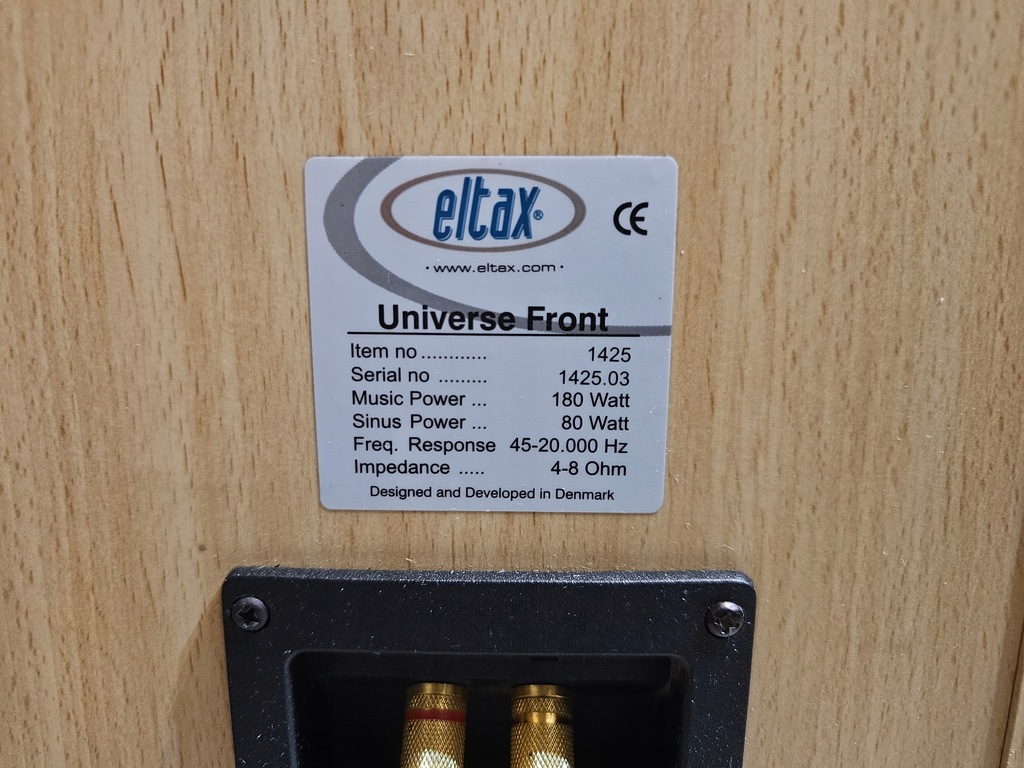 eltax®
CE
· www.eltax.com ·
Universe Front
Item no ............ 1425
Serial no ......... 1425.03
Music Power ... 180 Watt
Sinus Power ... 80 Watt
Freq. Response 45-20.000 Hz
Impedance ..... 4-8 Ohm
Designed and Developed in Denmark